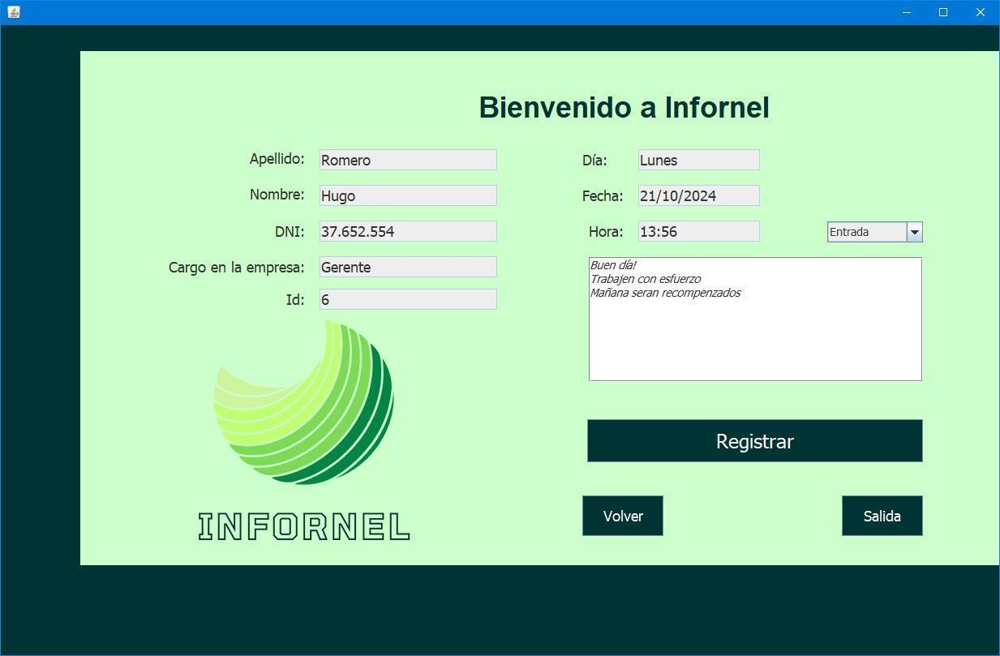 Bienvenido a Infornel
Apellido: Romero
Nombre: Hugo
DNI: 37.652.554
Cargo en la empresa: Gerente
Id: 6
INFORNEL
Día: Lunes
Fecha: 21/10/2024
Hora: 13:56
Entrada
Buen día!
Trabajen con esfuerzo
Mañana seran recompenzados
Registrar
Volver
Salida